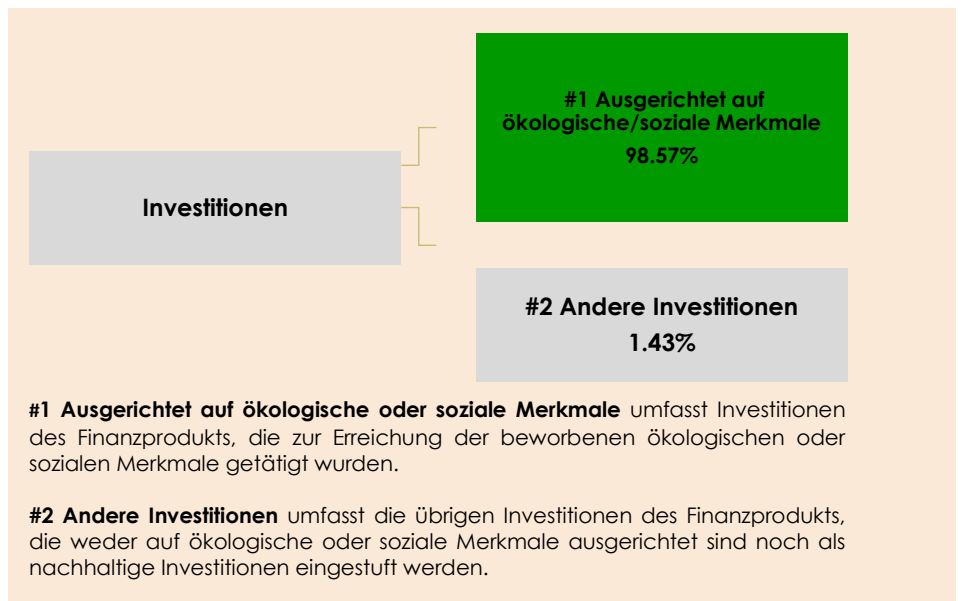 #1 Ausgerichtet auf
ökologische/soziale Merkmale
98.57%
Investitionen
#2 Andere Investitionen
1.43%
#1 Ausgerichtet auf ökologische oder soziale Merkmale umfasst Investitionen
des Finanzprodukts, die zur Erreichung der beworbenen ökologischen oder
sozialen Merkmale getätigt wurden.
#2 Andere Investitionen umfasst die übrigen Investitionen des Finanzprodukts,
die weder auf ökologische oder soziale Merkmale ausgerichtet sind noch als
nachhaltige Investitionen eingestuft werden.